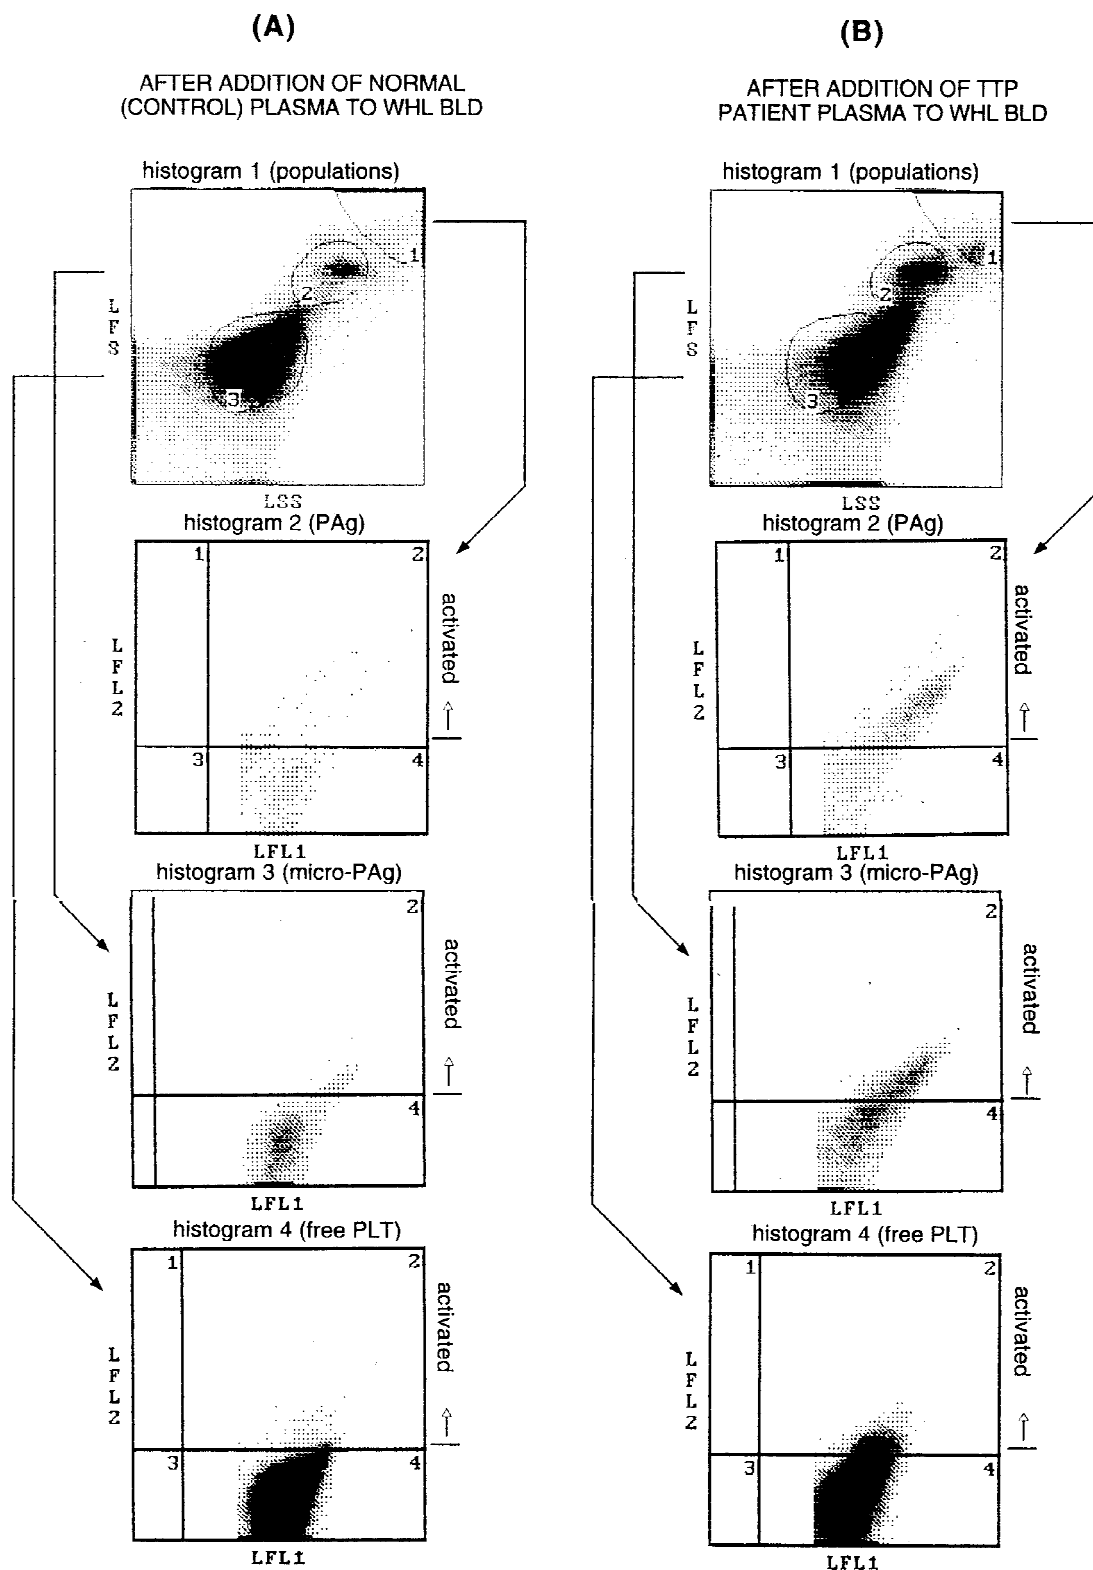 (A)
AFTER ADDITION OF NORMAL
(CONTROL) PLASMA TO WHL BLD
histogram 1 (populations)
1
2
3
LFS
LSS
histogram 2 (PAg)
1
2
3
4
LFL2
activated
LFL1
histogram 3 (micro-PAg)
2
4
LFL2
activated
LFL1
histogram 4 (free PLT)
1
2
3
4
LFL2
activated
LFL1
(B)
AFTER ADDITION OF TTP
PATIENT PLASMA TO WHL BLD
histogram 1 (populations)
1
2
3
LFS
LSS
histogram 2 (PAg)
1
2
3
4
LFL2
activated
LFL1
histogram 3 (micro-PAg)
2
4
LFL2
activated
LFL1
histogram 4 (free PLT)
1
2
3
4
LFL2
activated
LFL1